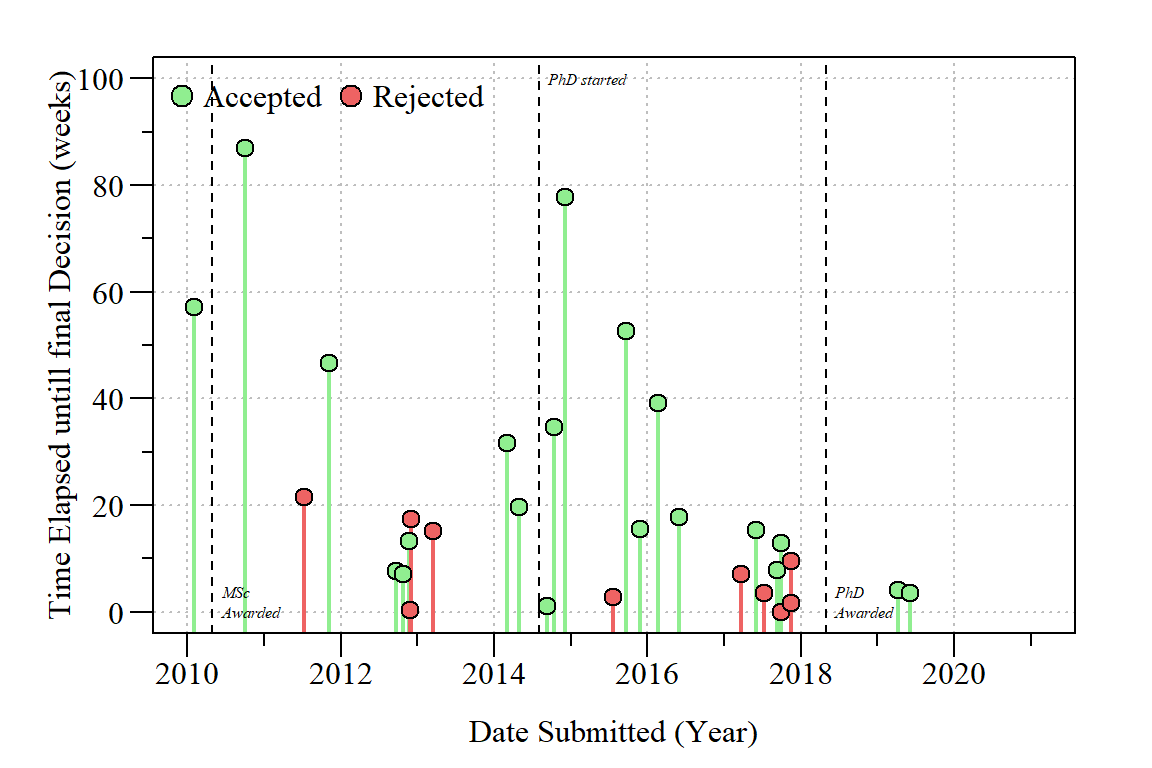 Time Elapsed untill final Decision (weeks)
100
80
60
40
20
0
Accepted
Rejected
PhD started
MSc
Awarded
PhD
Awarded
2010
2012
2014
2016
2018
2020
Date Submitted (Year)